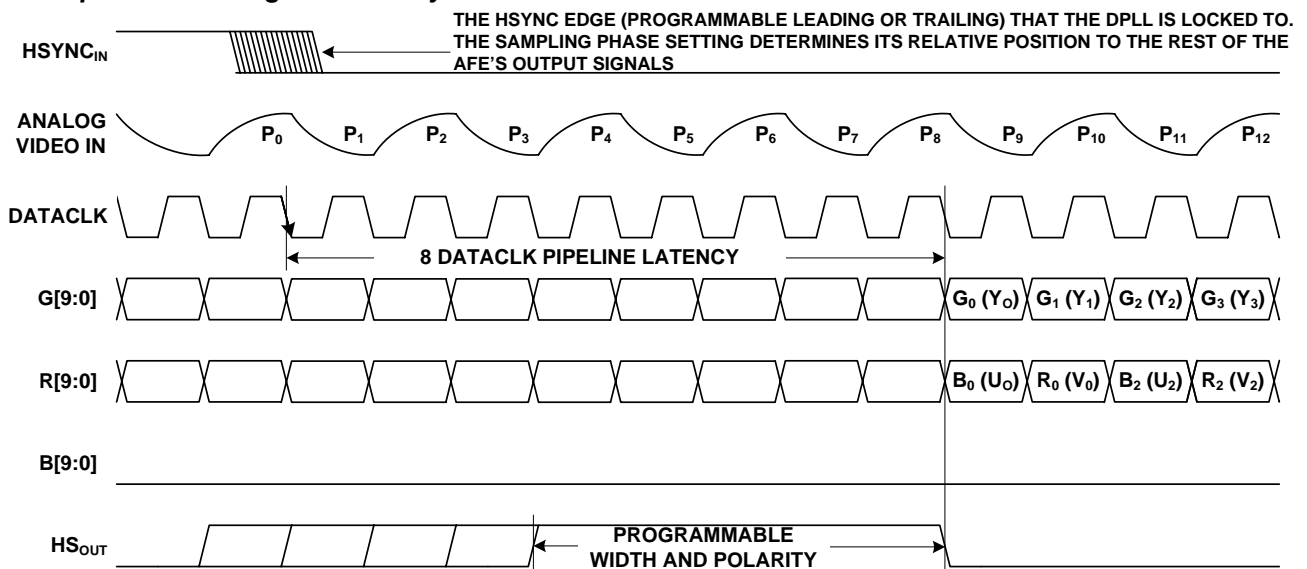 THE HSYNC EDGE (PROGRAMMABLE LEADING OR TRAILING) THAT THE DPLL IS LOCKED TO.
THE SAMPLING PHASE SETTING DETERMINES ITS RELATIVE POSITION TO THE REST OF THE
AFE'S OUTPUT SIGNALS
HSYNCIN
ANALOG
VIDEO IN
P0 P1 P2 P3 P4 P5 P6 P7 P8 P9 P10 P11 P12
DATACLK
8 DATACLK PIPELINE LATENCY
G[9:0]
G0 (YO) G1 (Y1) G2 (Y2) G3 (Y3)
R[9:0]
B0 (UO) R0 (V0) B2 (U2) R2 (V2)
B[9:0]
HSOUT
PROGRAMMABLE
WIDTH AND POLARITY